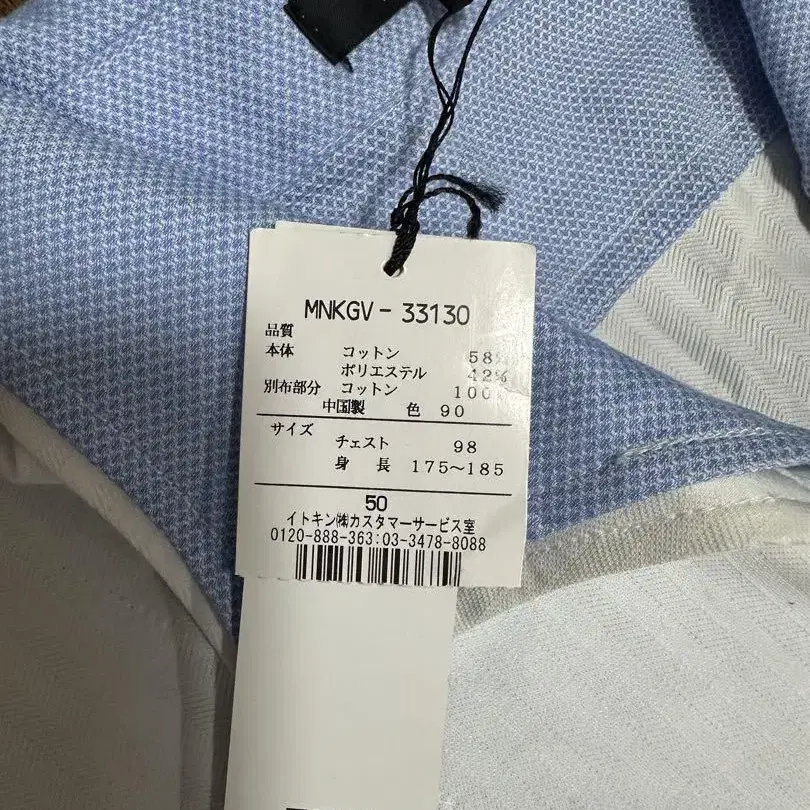 MNKGV-33130
品質
本体 コットン 58%
ポリエステル 42%
別布部分 コットン 100%
中国製 色 90
サイズ チェスト 98
身長 175〜185
50
イトキン㈱カスタマーサービス室
0120-888-363:03-3478-8088